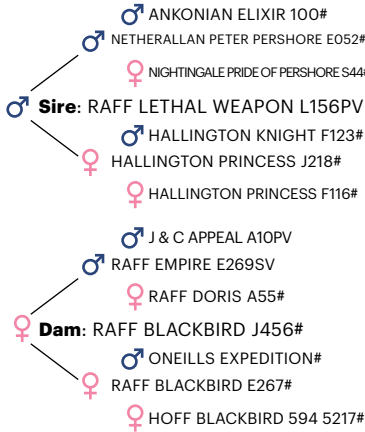 ANKONIAN ELIXIR 100#
NETHERALLAN PETER PERSHORE E052#
NIGHTINGALE PRIDE OF PERSHORE S44#
Sire: RAFF LETHAL WEAPON L156PV
HALLINGTON KNIGHT F123#
HALLINGTON PRINCESS J218#
HALLINGTON PRINCESS F116#
J & C APPEAL A10PV
RAFF EMPIRE E269SV
RAFF DORIS A55#
Dam: RAFF BLACKBIRD J456#
ONEILLS EXPEDITION#
RAFF BLACKBIRD E267#
HOFF BLACKBIRD 594 5217#